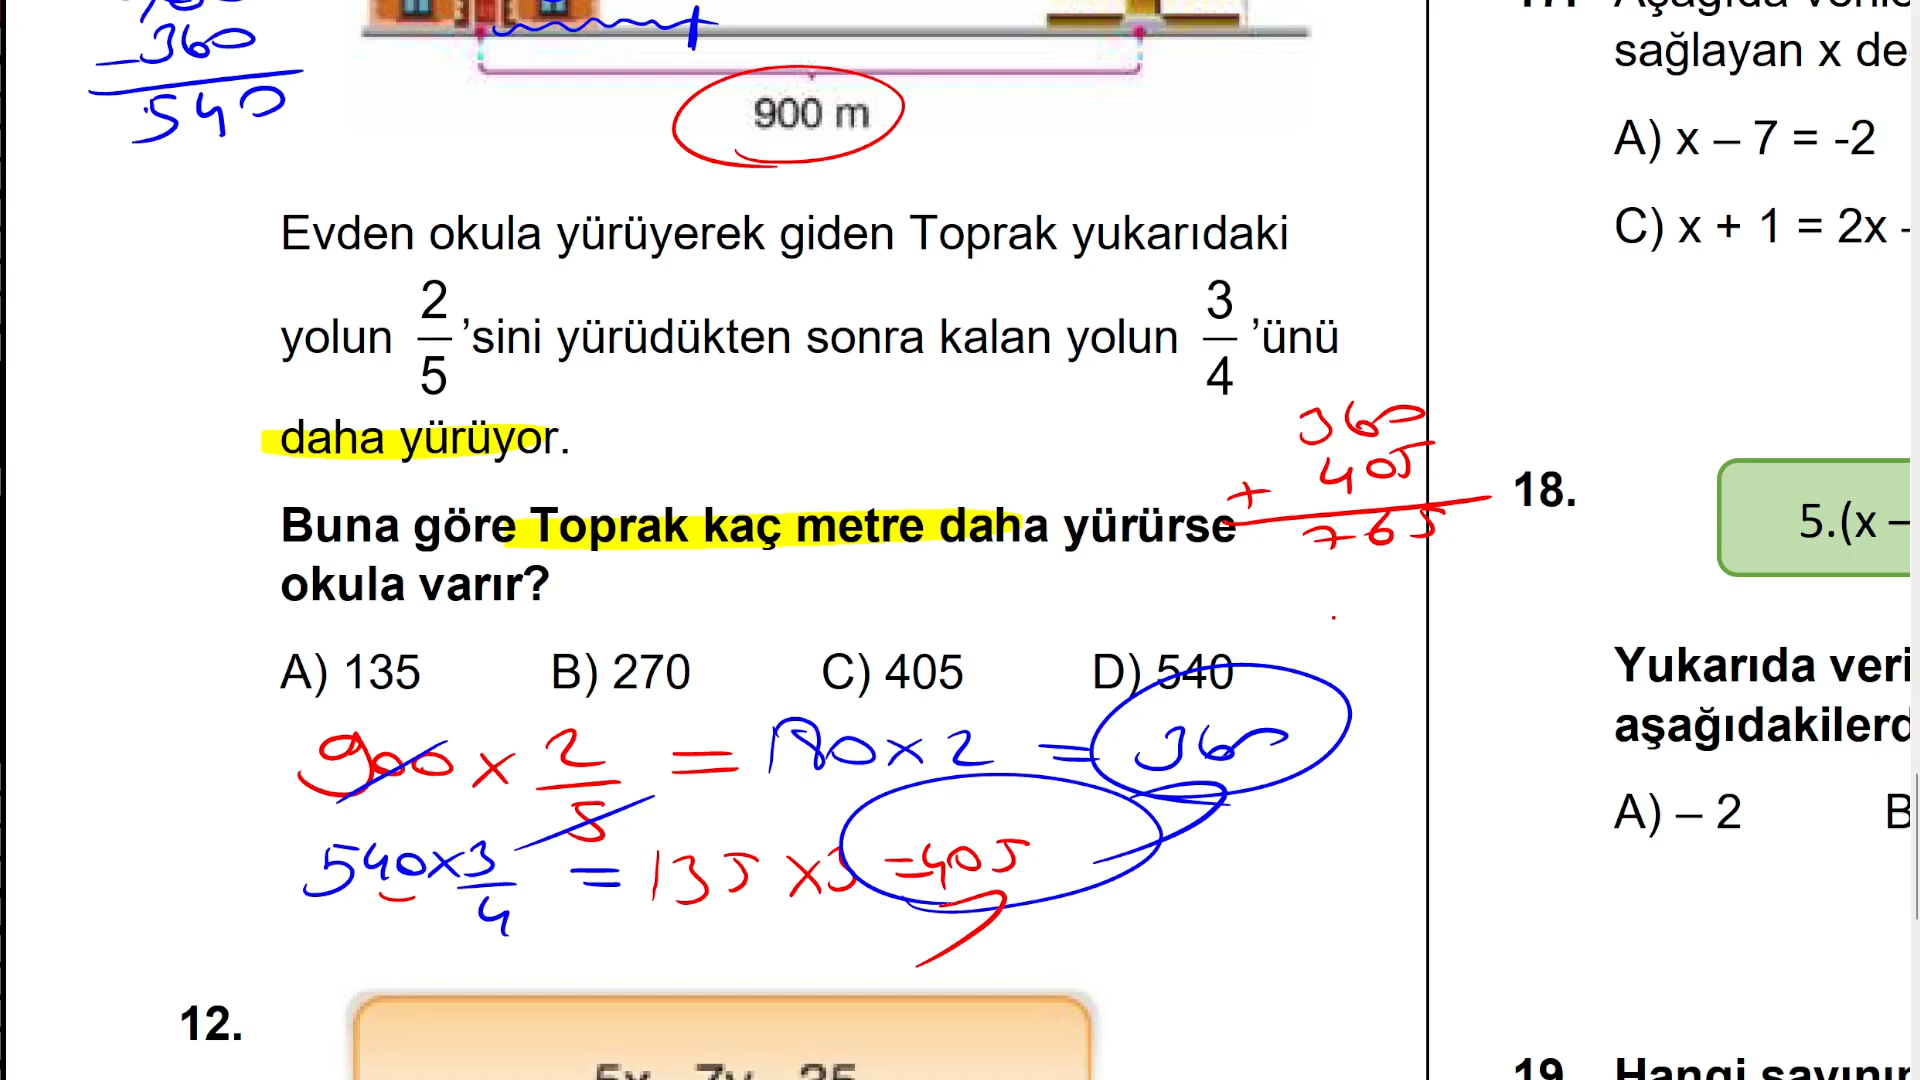 - 360
540
900 m
Evden okula yürüyerek giden Toprak yukarıdaki
yolun 2/5 'sini yürüdükten sonra kalan yolun 3/4 'ünü
daha yürüyor.
360
+ 405
765
Buna göre Toprak kaç metre daha yürürse
okula varır?
A) 135 B) 270 C) 405 D) 540
900 x 2/5 = 180 x 2 = 360
540 x 3/4 = 135 x 3 = 405
12.
sağlayan x de
A) x – 7 = -2
C) x + 1 = 2x -
18.
5.(x –
Yukarıda veri
aşağıdakilerd
A) – 2 B
19. Hangi sayının